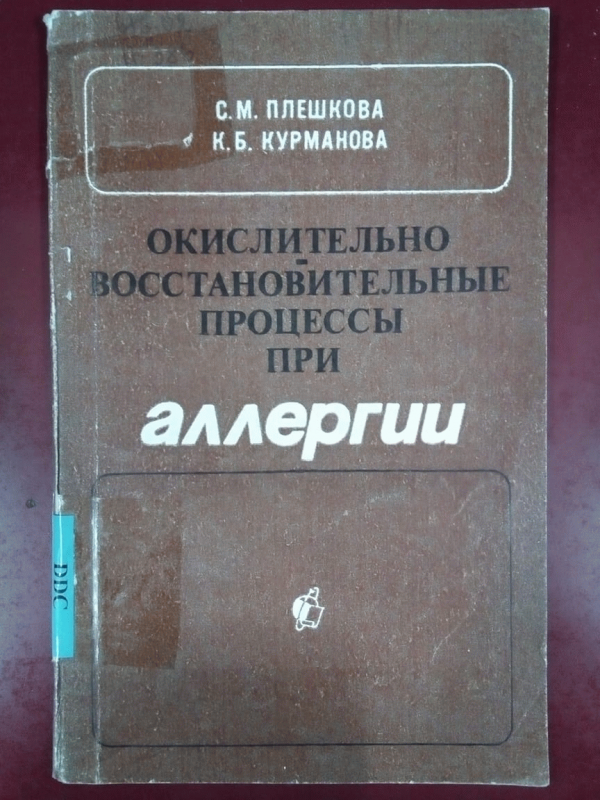 С. М. ПЛЕШКОВА
К. Б. КУРМАНОВА
ОКИСЛИТЕЛЬНО
-
ВОССТАНОВИТЕЛЬНЫЕ
ПРОЦЕССЫ
ПРИ
аллергии
DDC